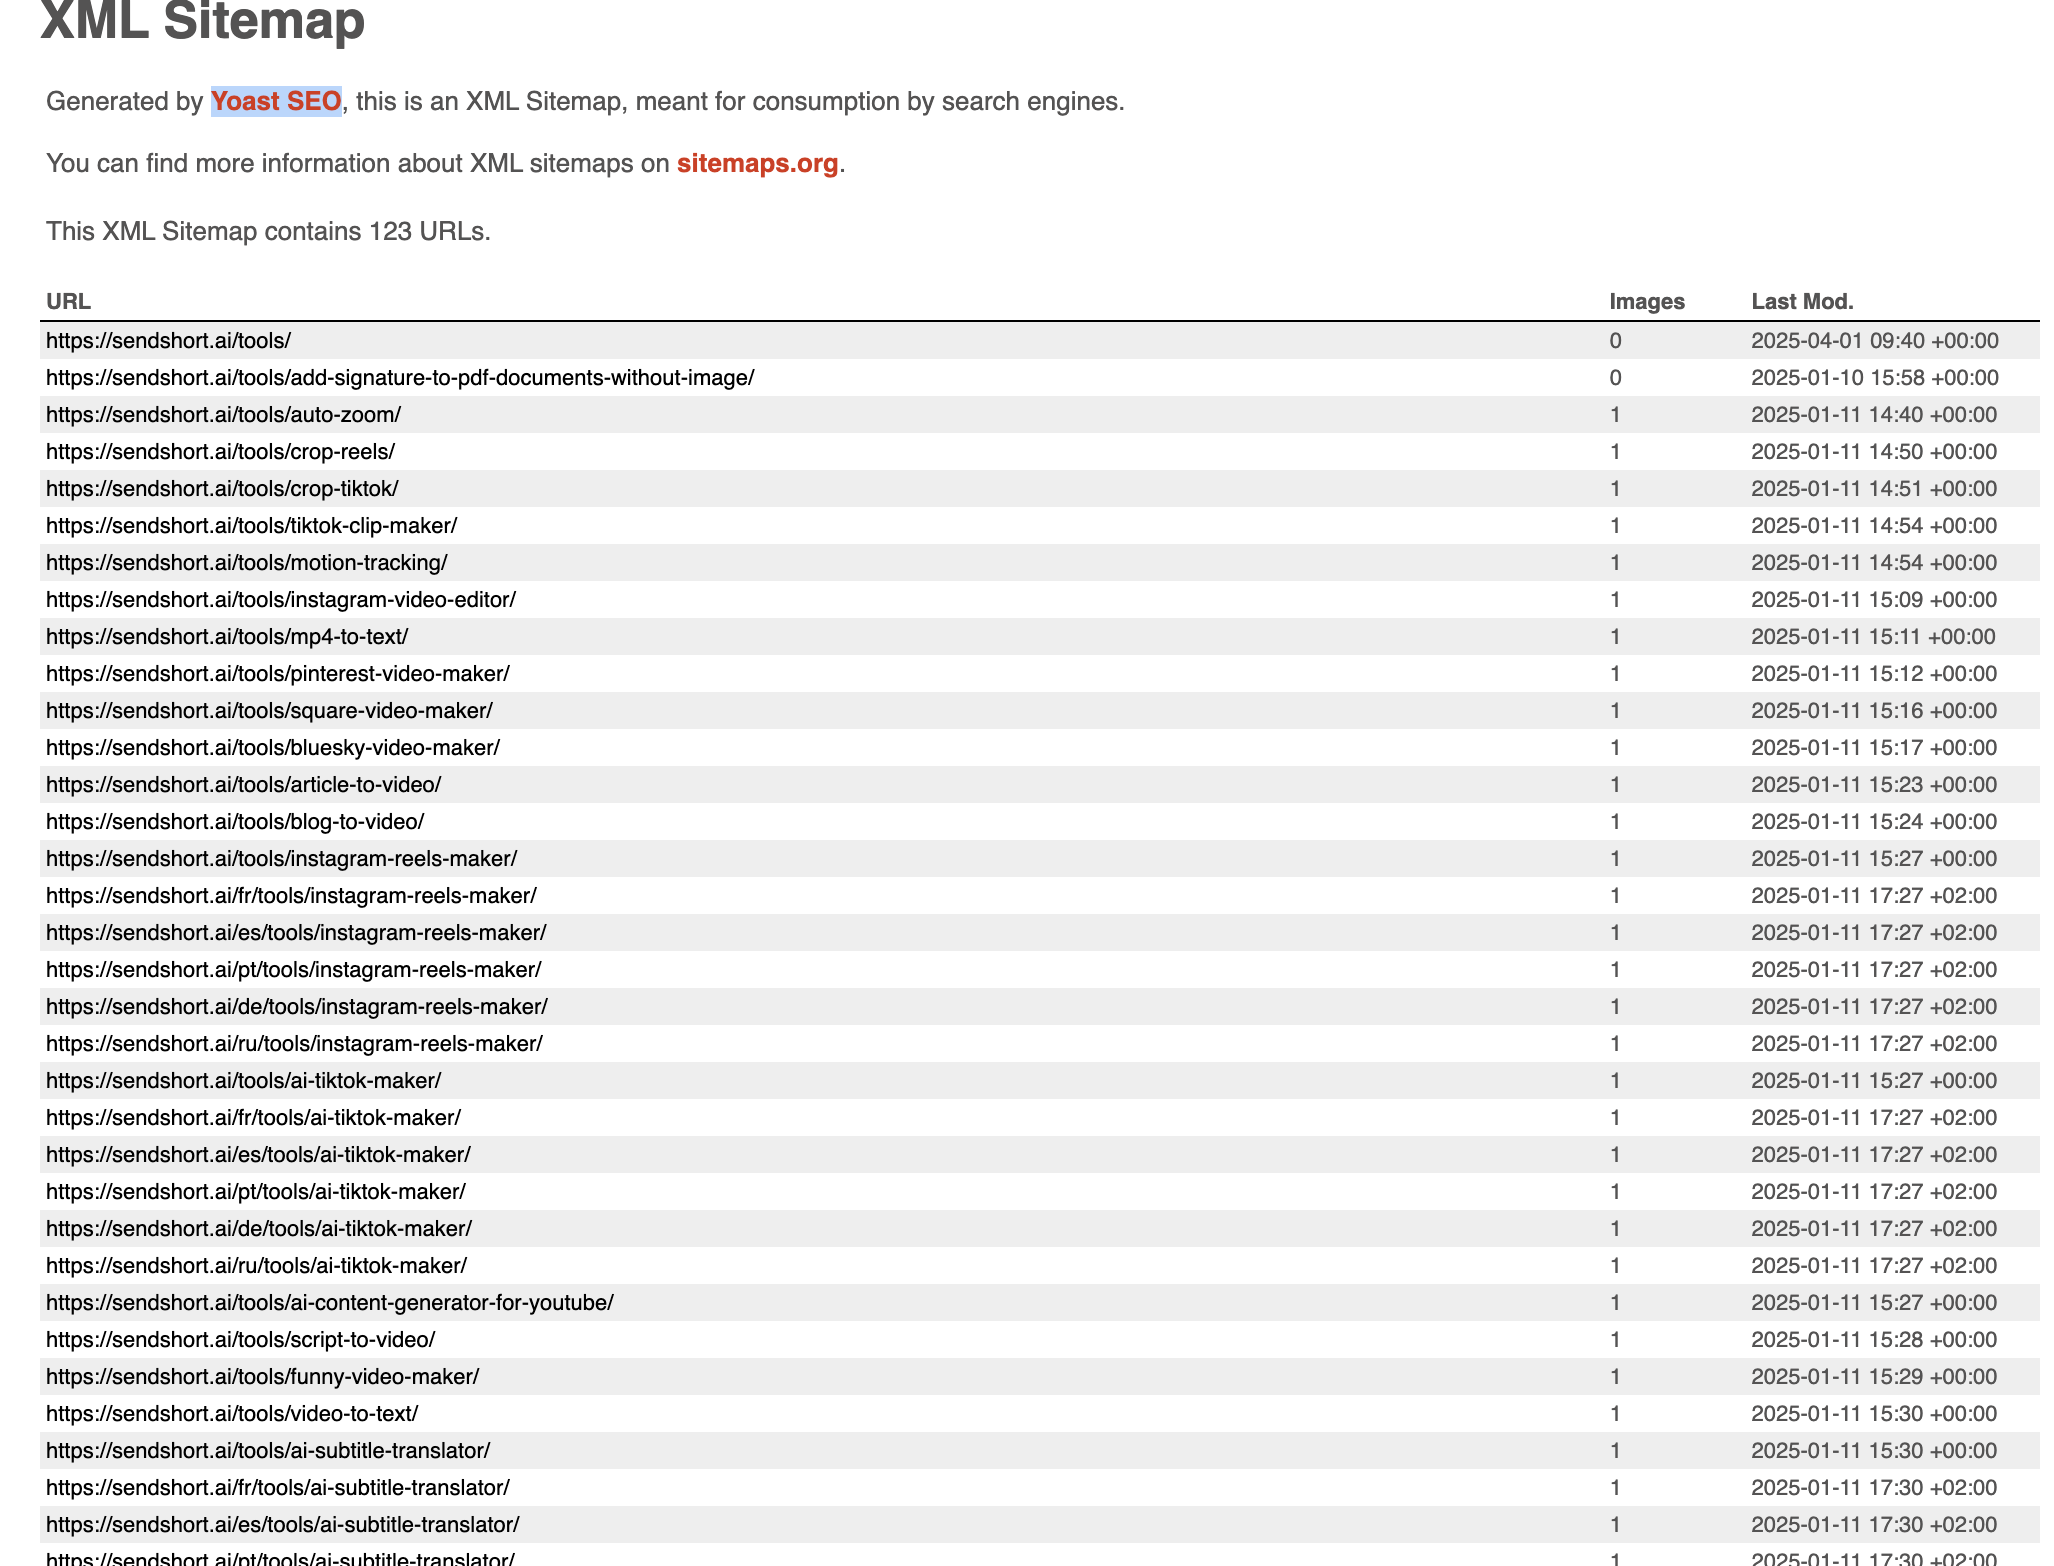 XML Sitemap
Generated by Yoast SEO, this is an XML Sitemap, meant for consumption by search engines.
You can find more information about XML sitemaps on sitemaps.org.
This XML Sitemap contains 123 URLs.
URL Images Last Mod.
https://sendshort.ai/tools/ 0 2025-04-01 09:40 +00:00
https://sendshort.ai/tools/add-signature-to-pdf-documents-without-image/ 0 2025-01-10 15:58 +00:00
https://sendshort.ai/tools/auto-zoom/ 1 2025-01-11 14:40 +00:00
https://sendshort.ai/tools/crop-reels/ 1 2025-01-11 14:50 +00:00
https://sendshort.ai/tools/crop-tiktok/ 1 2025-01-11 14:51 +00:00
https://sendshort.ai/tools/tiktok-clip-maker/ 1 2025-01-11 14:54 +00:00
https://sendshort.ai/tools/motion-tracking/ 1 2025-01-11 14:54 +00:00
https://sendshort.ai/tools/instagram-video-editor/ 1 2025-01-11 15:09 +00:00
https://sendshort.ai/tools/mp4-to-text/ 1 2025-01-11 15:11 +00:00
https://sendshort.ai/tools/pinterest-video-maker/ 1 2025-01-11 15:12 +00:00
https://sendshort.ai/tools/square-video-maker/ 1 2025-01-11 15:16 +00:00
https://sendshort.ai/tools/bluesky-video-maker/ 1 2025-01-11 15:17 +00:00
https://sendshort.ai/tools/article-to-video/ 1 2025-01-11 15:23 +00:00
https://sendshort.ai/tools/blog-to-video/ 1 2025-01-11 15:24 +00:00
https://sendshort.ai/tools/instagram-reels-maker/ 1 2025-01-11 15:27 +00:00
https://sendshort.ai/fr/tools/instagram-reels-maker/ 1 2025-01-11 17:27 +02:00
https://sendshort.ai/es/tools/instagram-reels-maker/ 1 2025-01-11 17:27 +02:00
https://sendshort.ai/pt/tools/instagram-reels-maker/ 1 2025-01-11 17:27 +02:00
https://sendshort.ai/de/tools/instagram-reels-maker/ 1 2025-01-11 17:27 +02:00
https://sendshort.ai/ru/tools/instagram-reels-maker/ 1 2025-01-11 17:27 +02:00
https://sendshort.ai/tools/ai-tiktok-maker/ 1 2025-01-11 15:27 +00:00
https://sendshort.ai/fr/tools/ai-tiktok-maker/ 1 2025-01-11 17:27 +02:00
https://sendshort.ai/es/tools/ai-tiktok-maker/ 1 2025-01-11 17:27 +02:00
https://sendshort.ai/pt/tools/ai-tiktok-maker/ 1 2025-01-11 17:27 +02:00
https://sendshort.ai/de/tools/ai-tiktok-maker/ 1 2025-01-11 17:27 +02:00
https://sendshort.ai/ru/tools/ai-tiktok-maker/ 1 2025-01-11 17:27 +02:00
https://sendshort.ai/tools/ai-content-generator-for-youtube/ 1 2025-01-11 15:27 +00:00
https://sendshort.ai/tools/script-to-video/ 1 2025-01-11 15:28 +00:00
https://sendshort.ai/tools/funny-video-maker/ 1 2025-01-11 15:29 +00:00
https://sendshort.ai/tools/video-to-text/ 1 2025-01-11 15:30 +00:00
https://sendshort.ai/tools/ai-subtitle-translator/ 1 2025-01-11 15:30 +00:00
https://sendshort.ai/fr/tools/ai-subtitle-translator/ 1 2025-01-11 17:30 +02:00
https://sendshort.ai/es/tools/ai-subtitle-translator/ 1 2025-01-11 17:30 +02:00
https://sendshort.ai/pt/tools/ai-subtitle-translator/ 1 2025-01-11 17:30 +02:00